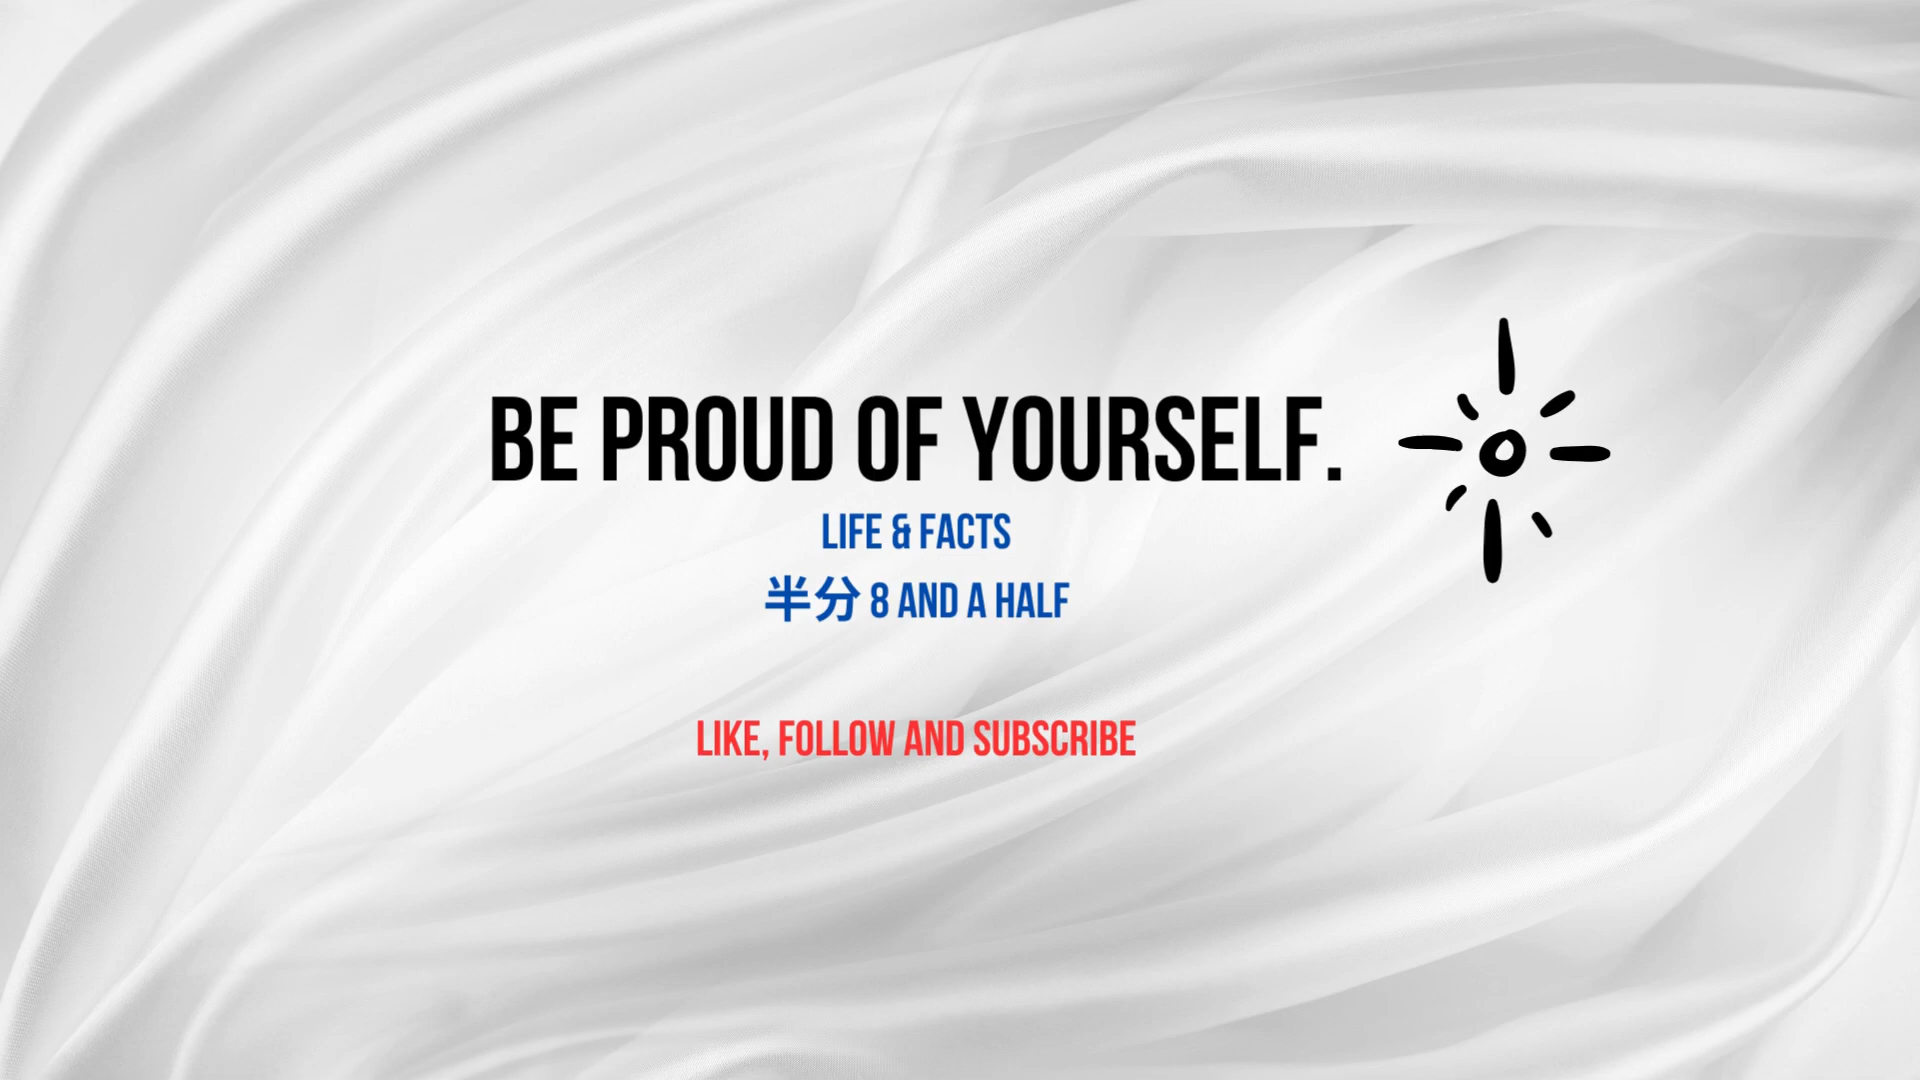 BE PROUD OF YOURSELF.
LIFE & FACTS
半分 8 AND A HALF
LIKE, FOLLOW AND SUBSCRIBE